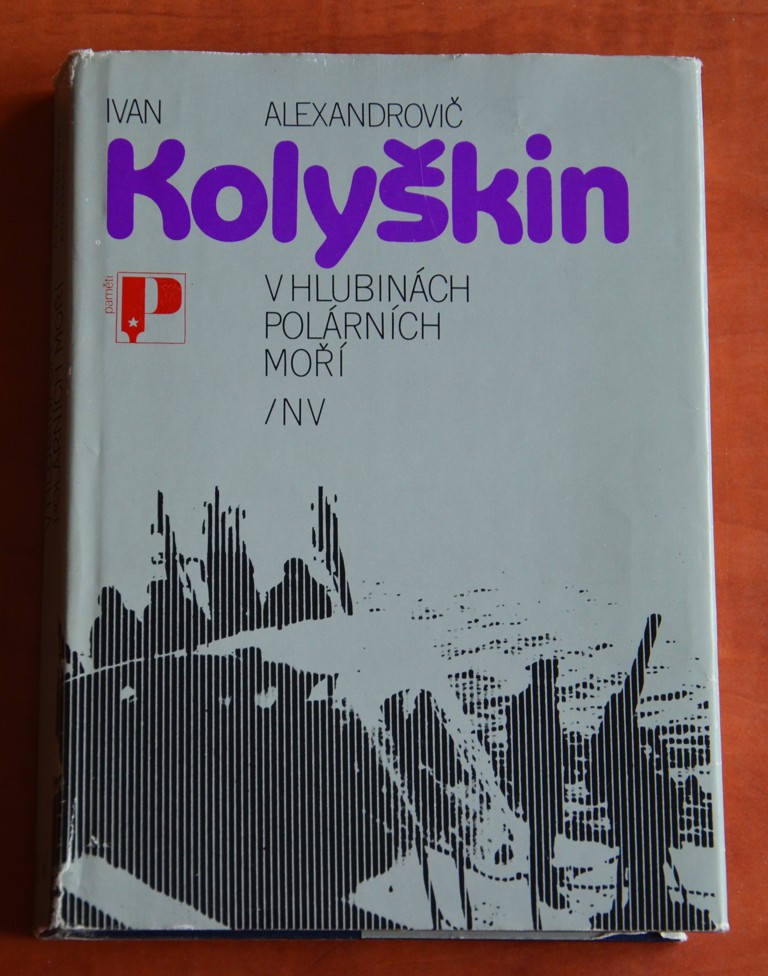 IVAN ALEXANDROVIČ
Kolyškin
paměti
P
V HLUBINÁCH
POLÁRNÍCH
MOŘÍ
/NV